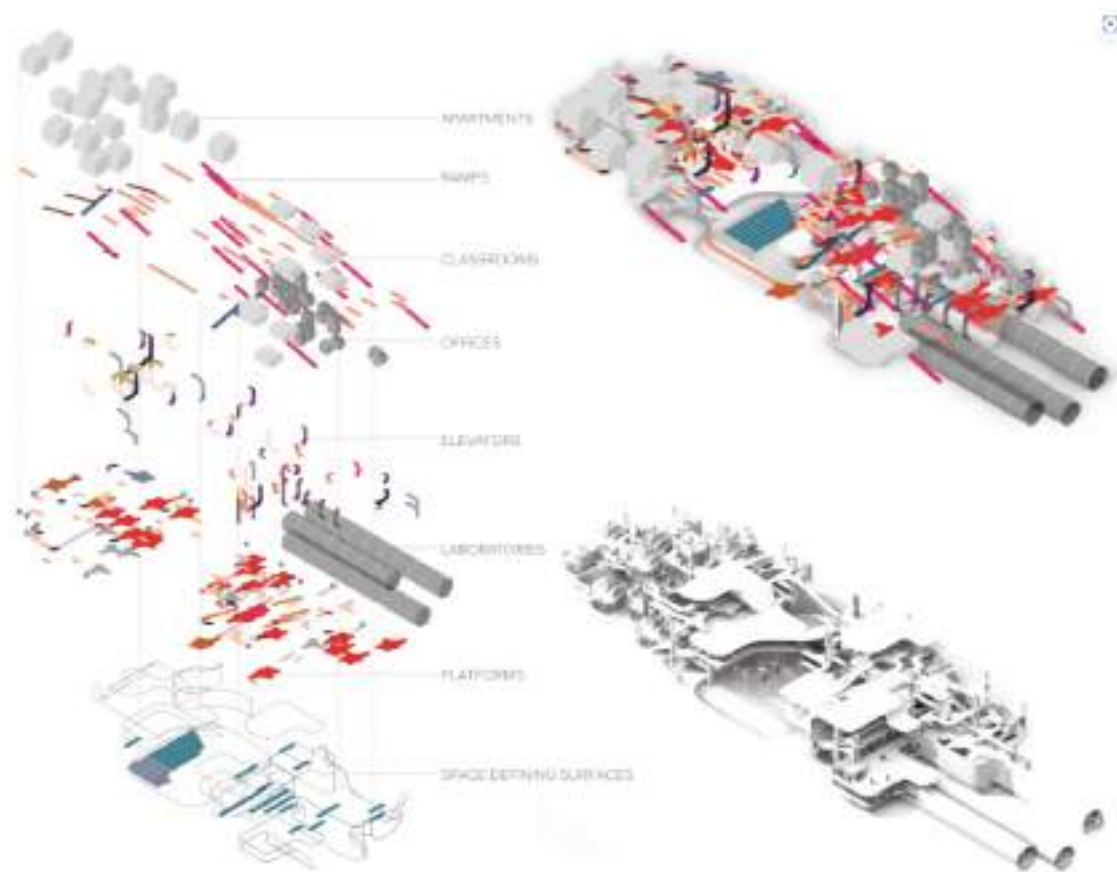 APARTMENTS
RAMPS
CLASSROOMS
OFFICES
ELEVATORS
LABORATORIES
PLATFORMS
SPACE DEFINING SURFACES